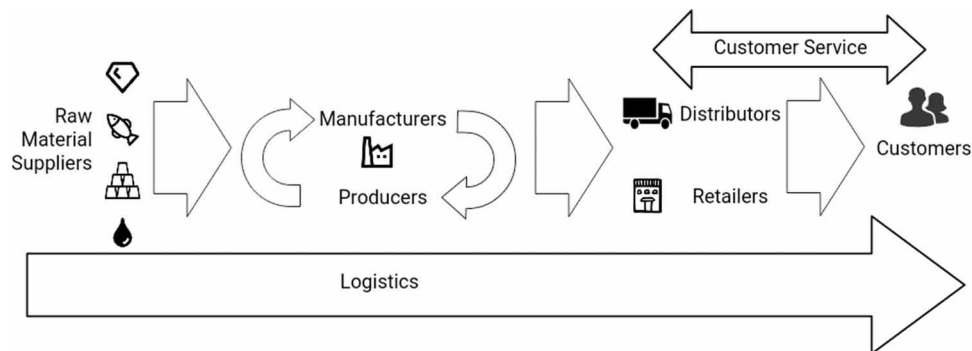 Customer Service
Raw
Material
Suppliers
Manufacturers
Producers
Distributors
Retailers
Customers
Logistics